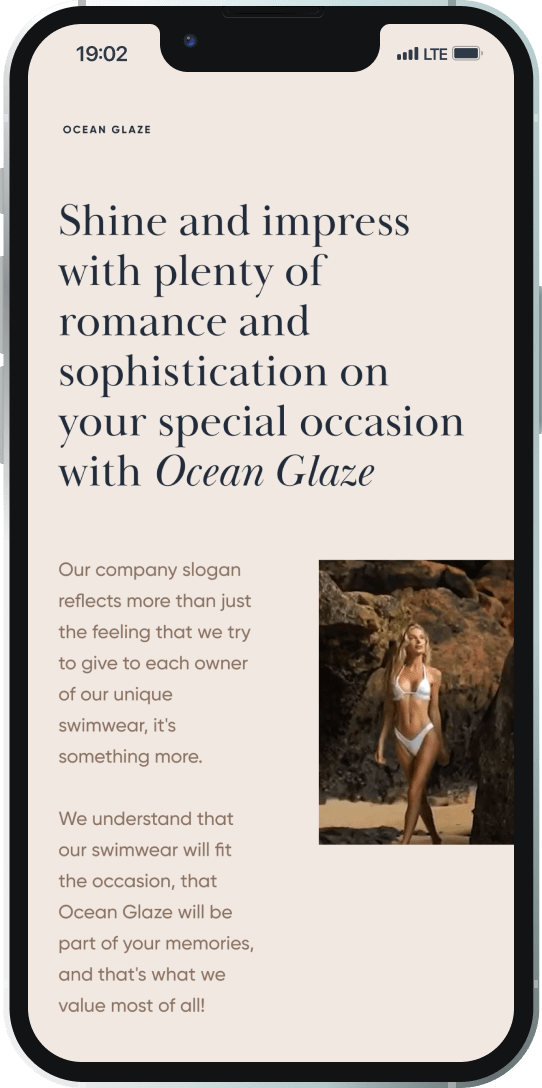 19:02
LTE
OCEAN GLAZE
Shine and impress
with plenty of
romance and
sophistication on
your special occasion
with Ocean Glaze
Our company slogan
reflects more than just
the feeling that we try
to give to each owner
of our unique
swimwear, it's
something more.
We understand that
our swimwear will fit
the occasion, that
Ocean Glaze will be
part of your memories,
and that's what we
value most of all!